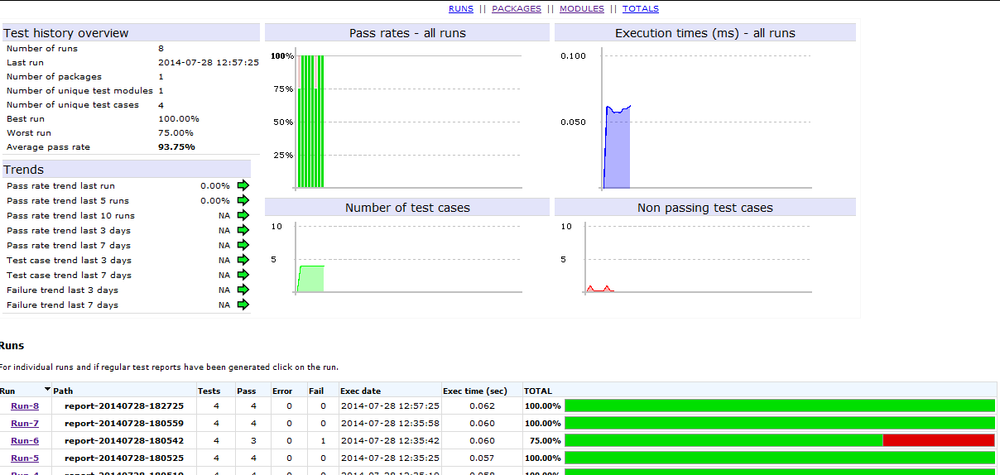 RUNS || PACKAGES || MODULES || TOTALS
Test history overview
Number of runs 8
Last run 2014-07-28 12:57:25
Number of packages 1
Number of unique test modules 1
Number of unique test cases 4
Best run 100.00%
Worst run 75.00%
Average pass rate 93.75%
Trends
Pass rate trend last run 0.00%
Pass rate trend last 5 runs 0.00%
Pass rate trend last 10 runs NA
Pass rate trend last 3 days NA
Pass rate trend last 7 days NA
Test case trend last 3 days NA
Test case trend last 7 days NA
Failure trend last 3 days NA
Failure trend last 7 days NA
Pass rates - all runs
100%
75%
50%
25%
Execution times (ms) - all runs
0.100
0.050
Number of test cases
10
5
Non passing test cases
10
5
Runs
For individual runs and if regular test reports have been generated click on the run.
Run Path Tests Pass Error Fail Exec date Exec time (sec) TOTAL
Run-8 report-20140728-182725 4 4 0 0 2014-07-28 12:57:25 0.062 100.00%
Run-7 report-20140728-180559 4 4 0 0 2014-07-28 12:35:58 0.060 100.00%
Run-6 report-20140728-180542 4 3 0 1 2014-07-28 12:35:42 0.060 75.00%
Run-5 report-20140728-180525 4 4 0 0 2014-07-28 12:35:25 0.057 100.00%